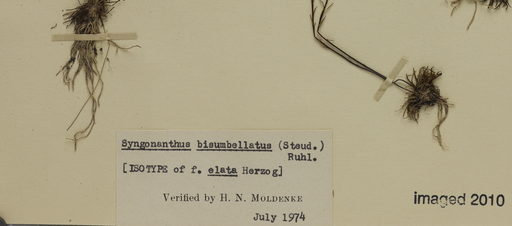 Syngonanthus bisumbellatus (Steud.)
Ruhl.
[ISOTYPE of f. elata Herzog]
Verified by H. N. MOLDENKE
July 1974
imaged 2010